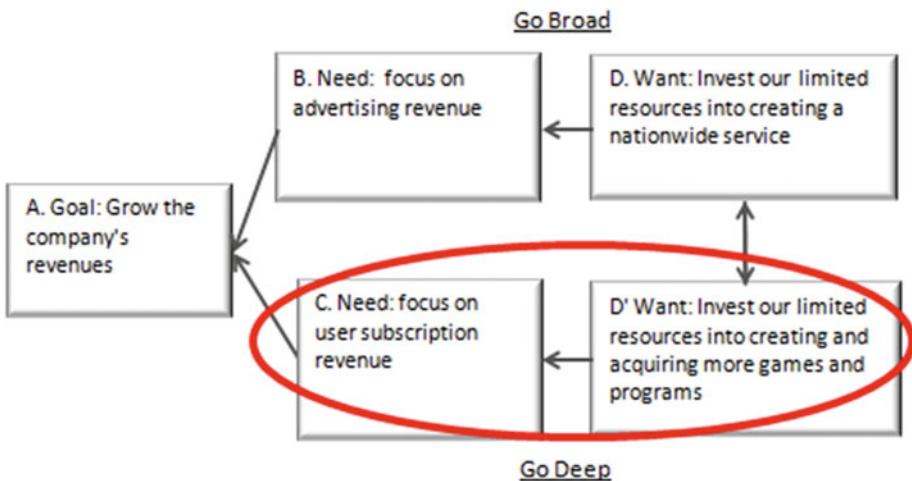 Go Broad
B. Need:  focus on
advertising revenue
D. Want: Invest our limited
resources into creating a
nationwide service
A. Goal: Grow the
company's
revenues
C. Need: focus on
user subscription
revenue
D' Want: Invest our limited
resources into creating and
acquiring more games and
programs
Go Deep